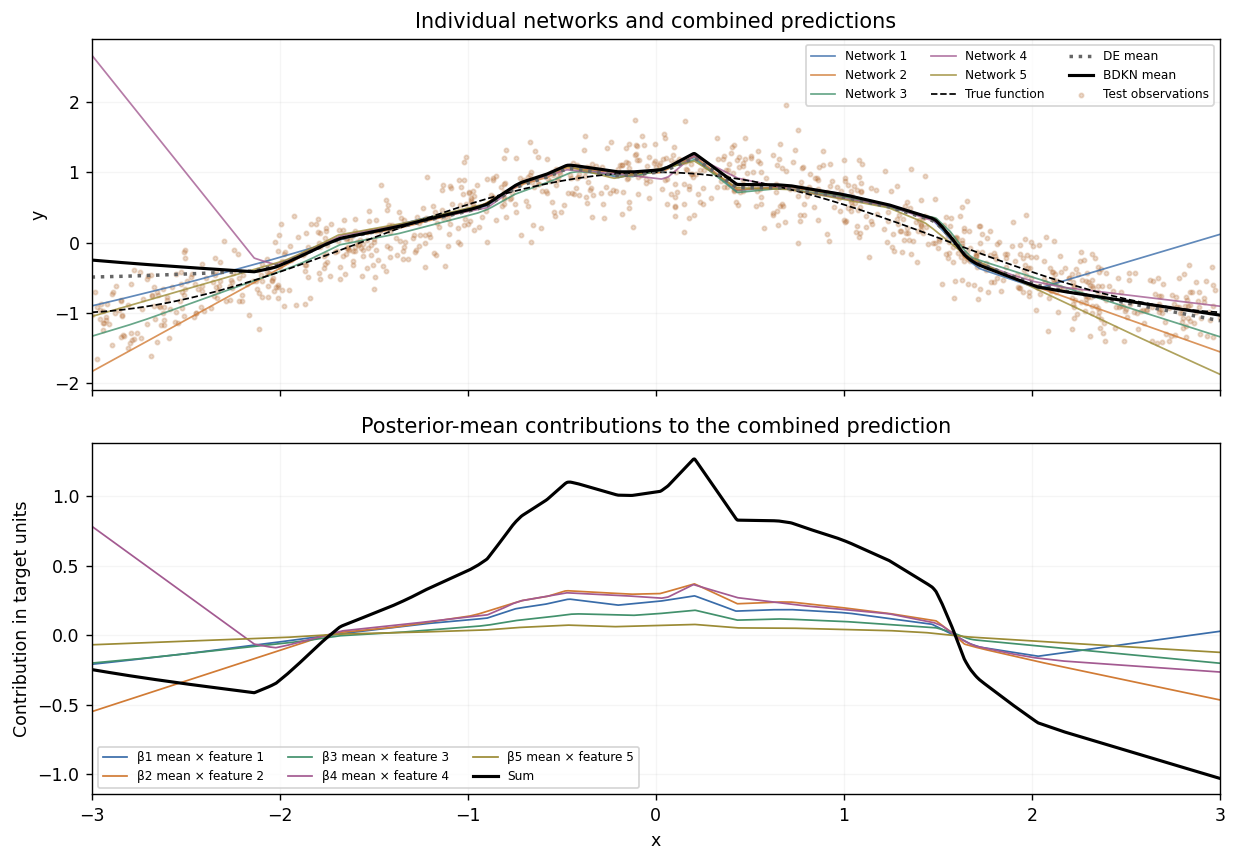 Individual networks and combined predictions
Network 1
Network 2
Network 3
Network 4
Network 5
True function
DE mean
BDKN mean
Test observations
y
2
1
0
−1
−2
Posterior-mean contributions to the combined prediction
Contribution in target units
1.0
0.5
0.0
−0.5
−1.0
β1 mean × feature 1
β2 mean × feature 2
β3 mean × feature 3
β4 mean × feature 4
β5 mean × feature 5
Sum
−3
−2
−1
0
1
2
3
x